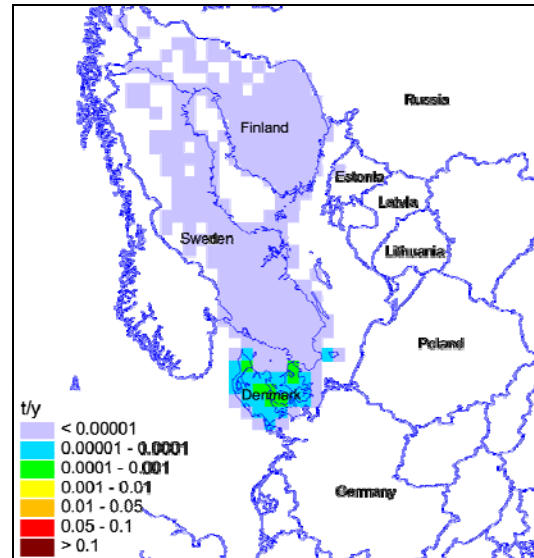 Russia
Finland
Estonia
Latvia
Sweden
Lithuania
Poland
Denmark
Germany
t/y
< 0.00001
0.00001 - 0.0001
0.0001 - 0.001
0.001 - 0.01
0.01 - 0.05
0.05 - 0.1
> 0.1